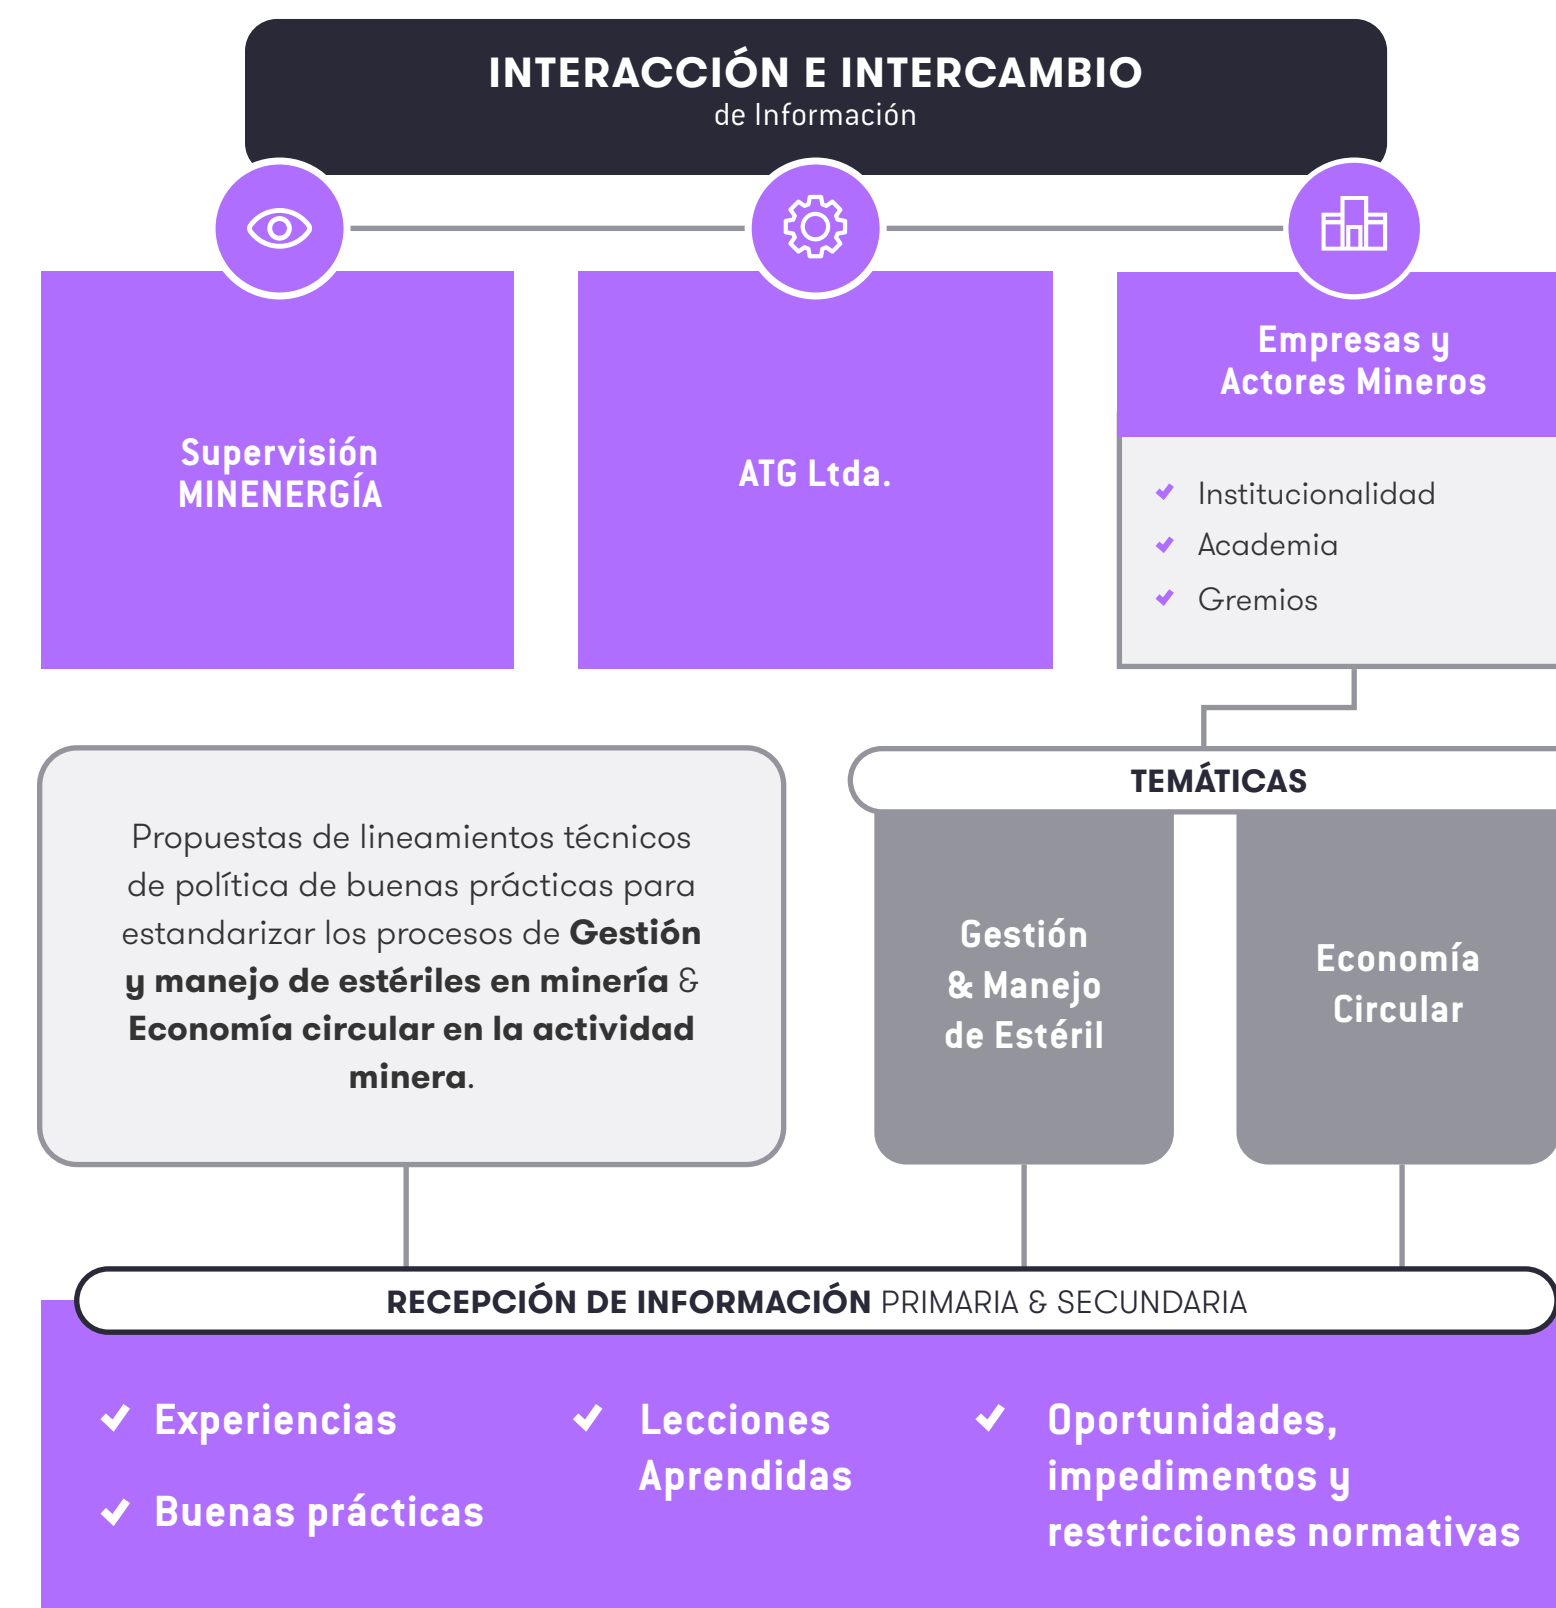 INTERACCIÓN E INTERCAMBIO
de Información
Supervisión
MINENERGÍA
ATG Ltda.
Empresas y
Actores Mineros
Institucionalidad
Academia
Gremios
Propuestas de lineamientos técnicos
de política de buenas prácticas para
estandarizar los procesos de Gestión
y manejo de estériles en minería &
Economía circular en la actividad
minera.
TEMÁTICAS
Gestión
& Manejo
de Estéril
Economía
Circular
RECEPCIÓN DE INFORMACIÓN PRIMARIA & SECUNDARIA
Experiencias
Buenas prácticas
Lecciones
Aprendidas
Oportunidades,
impedimentos y
restricciones normativas